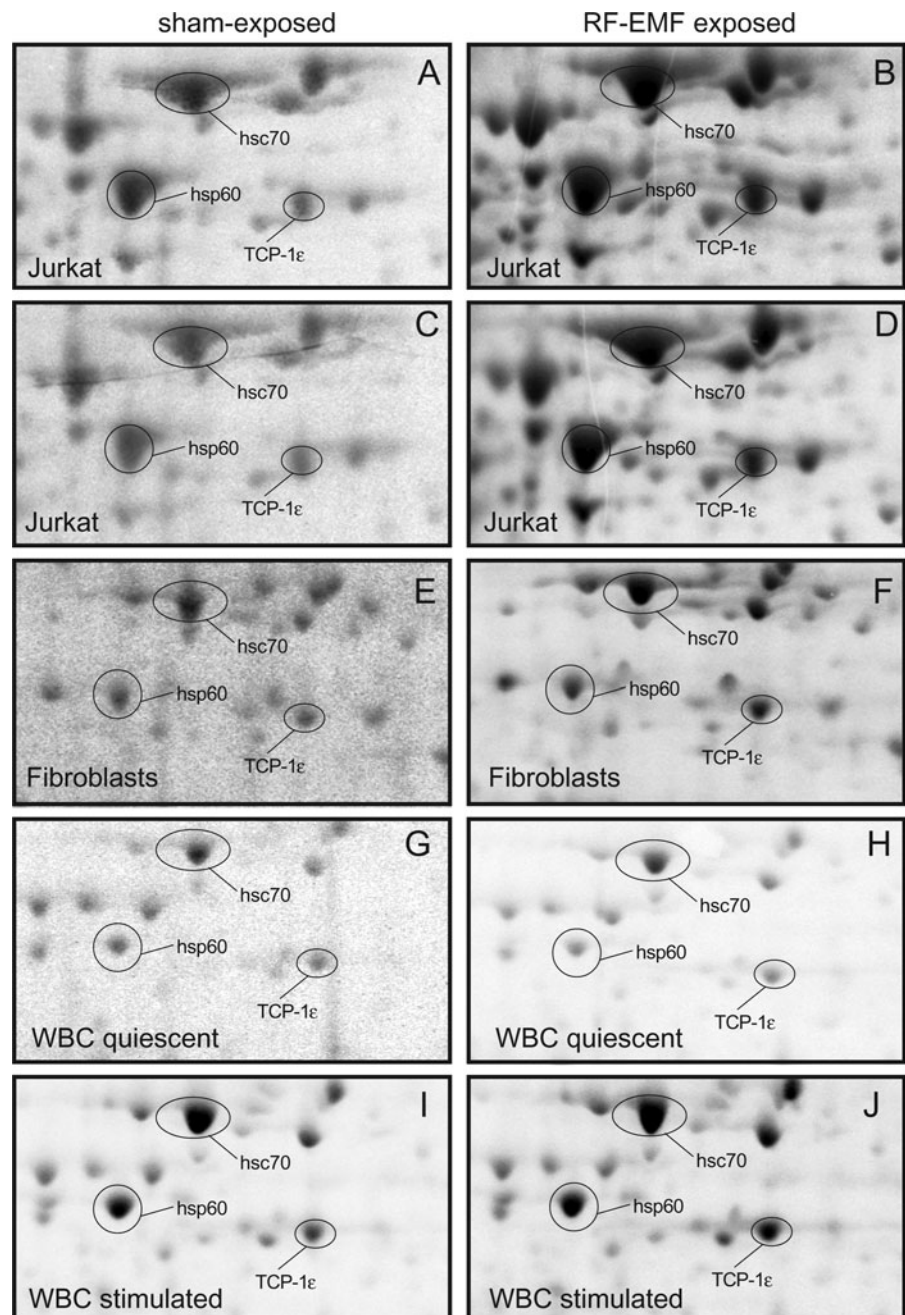 sham-exposed
RF-EMF exposed
A
hsc70
hsp60
TCP-1ε
Jurkat
B
hsc70
hsp60
TCP-1ε
Jurkat
C
hsc70
hsp60
TCP-1ε
Jurkat
D
hsc70
hsp60
TCP-1ε
Jurkat
E
hsc70
hsp60
TCP-1ε
Fibroblasts
F
hsc70
hsp60
TCP-1ε
Fibroblasts
G
hsc70
hsp60
TCP-1ε
WBC quiescent
H
hsc70
hsp60
TCP-1ε
WBC quiescent
I
hsc70
hsp60
TCP-1ε
WBC stimulated
J
hsc70
hsp60
TCP-1ε
WBC stimulated